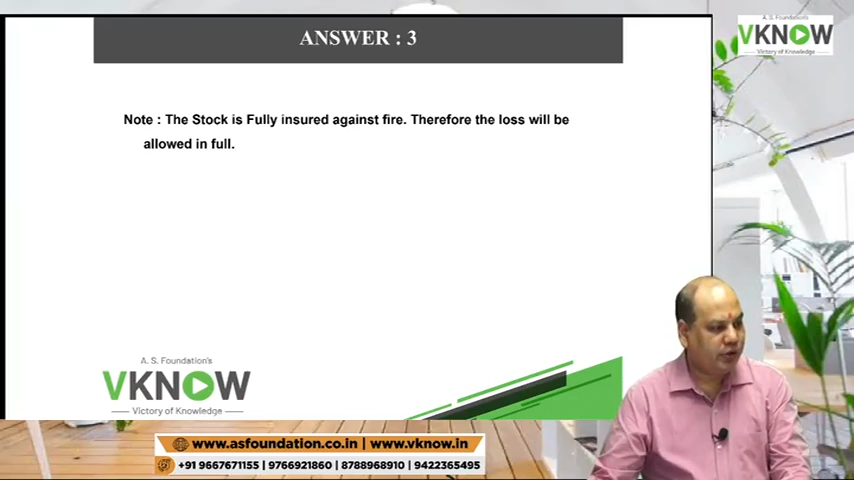 ANSWER : 3
A. S. Foundation's
VKNOW
Victory of Knowledge
Note : The Stock is Fully insured against fire. Therefore the loss will be
allowed in full.
A. S. Foundation's
VKNOW
Victory of Knowledge
www.asfoundation.co.in | www.vknow.in
+91 9667671155 | 9766921860 | 8788968910 | 9422365495